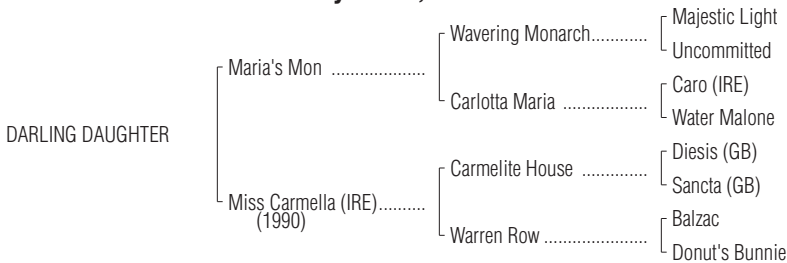 Majestic Light
Wavering Monarch............
Uncommitted
Maria's Mon ....................
Caro (IRE)
Carlotta Maria ..................
Water Malone
DARLING DAUGHTER
Diesis (GB)
Carmelite House ..............
Sancta (GB)
Miss Carmella (IRE)..........
(1990)
Balzac
Warren Row ......................
Donut's Bunnie